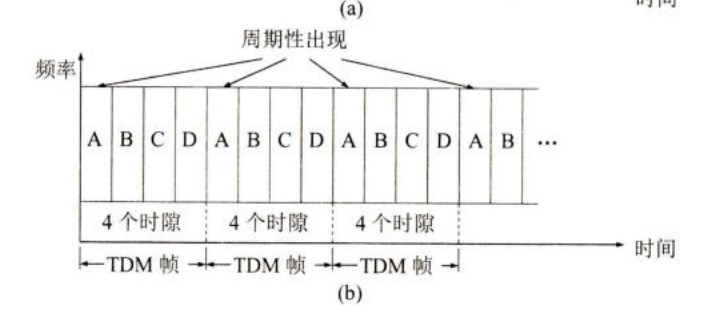 (a)
时间
周期性出现
频率
A B C D A B C D A B C D A B …
4 个时隙 4 个时隙 4 个时隙
时间
TDM 帧 TDM 帧 TDM 帧
(b)